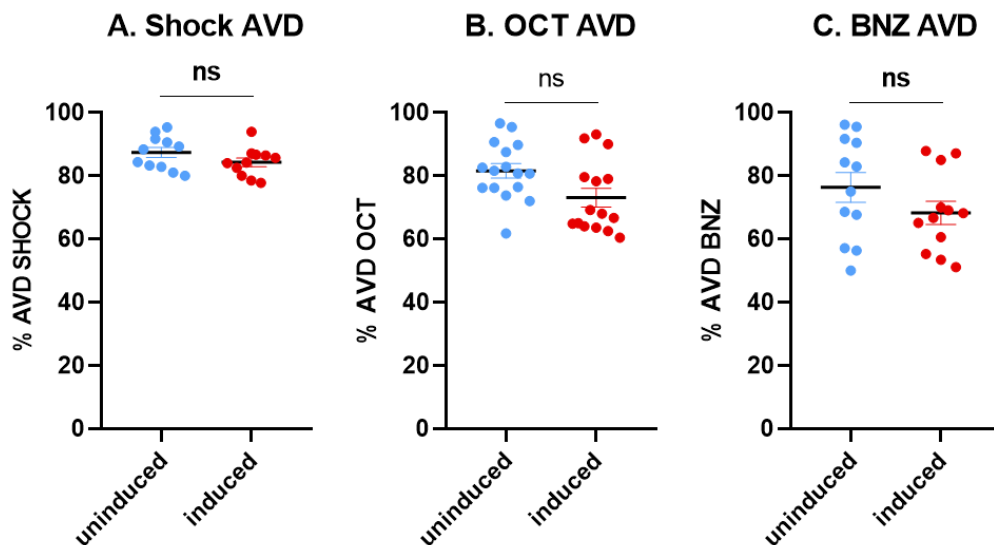 A. Shock AVD
ns
% AVD SHOCK
100
80
60
40
20
0
uninduced
induced
B. OCT AVD
ns
% AVD OCT
100
80
60
40
20
0
uninduced
induced
C. BNZ AVD
ns
% AVD BNZ
100
80
60
40
20
0
uninduced
induced